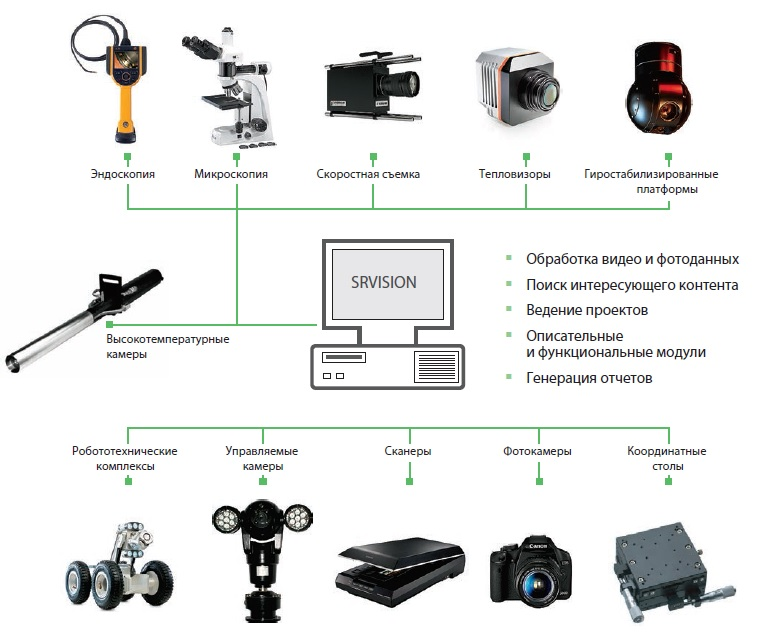 Эндоскопия
Микроскопия
Скоростная съемка
Тепловизоры
Гиростабилизированные
платформы
SRVISION
Обработка видео и фотоданных
Поиск интересующего контента
Ведение проектов
Описательные
и функциональные модули
Генерация отчетов
Высокотемпературные
камеры
Робототехнические
комплексы
Управляемые
камеры
Сканеры
Фотокамеры
Координатные
столы
Canon